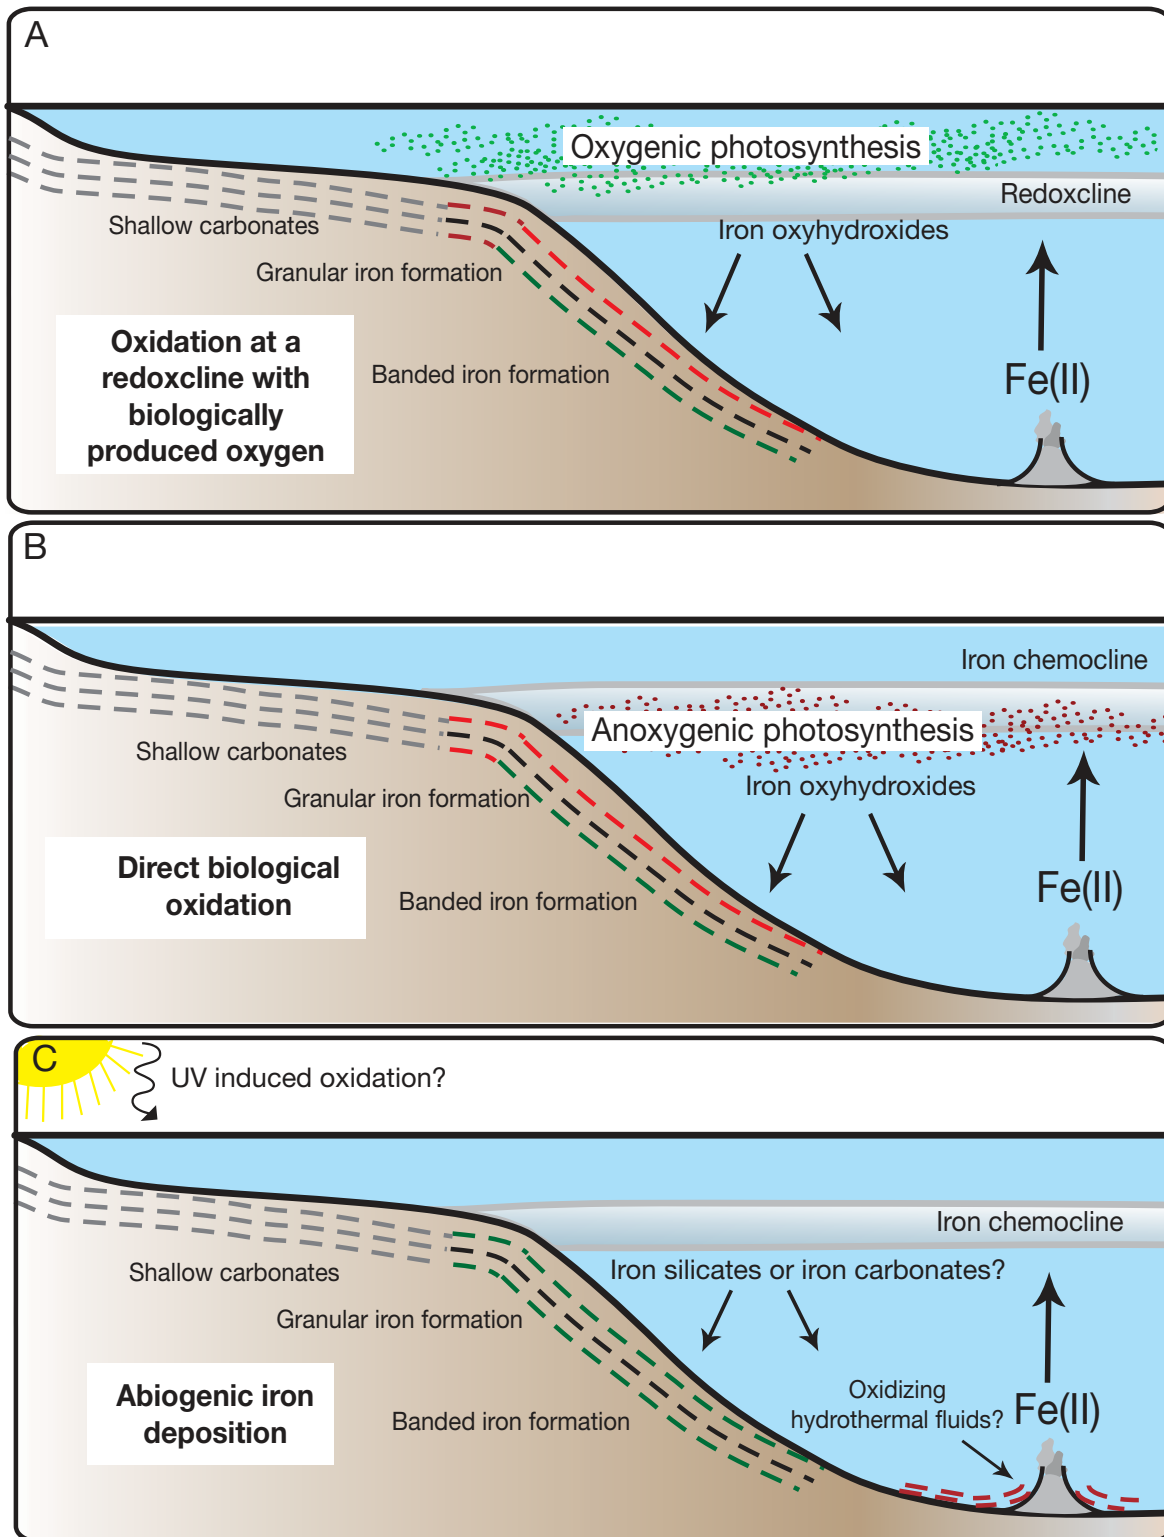 A
Oxygenic photosynthesis
Redoxcline
Shallow carbonates
Iron oxyhydroxides
Granular iron formation
Oxidation at a
redoxcline with
biologically
produced oxygen
Banded iron formation
Fe(II)
B
Iron chemocline
Anoxygenic photosynthesis
Shallow carbonates
Iron oxyhydroxides
Granular iron formation
Direct biological
oxidation
Banded iron formation
Fe(II)
C
UV induced oxidation?
Iron chemocline
Shallow carbonates
Iron silicates or iron carbonates?
Granular iron formation
Abiogenic iron
deposition
Banded iron formation
Oxidizing
hydrothermal fluids?
Fe(II)